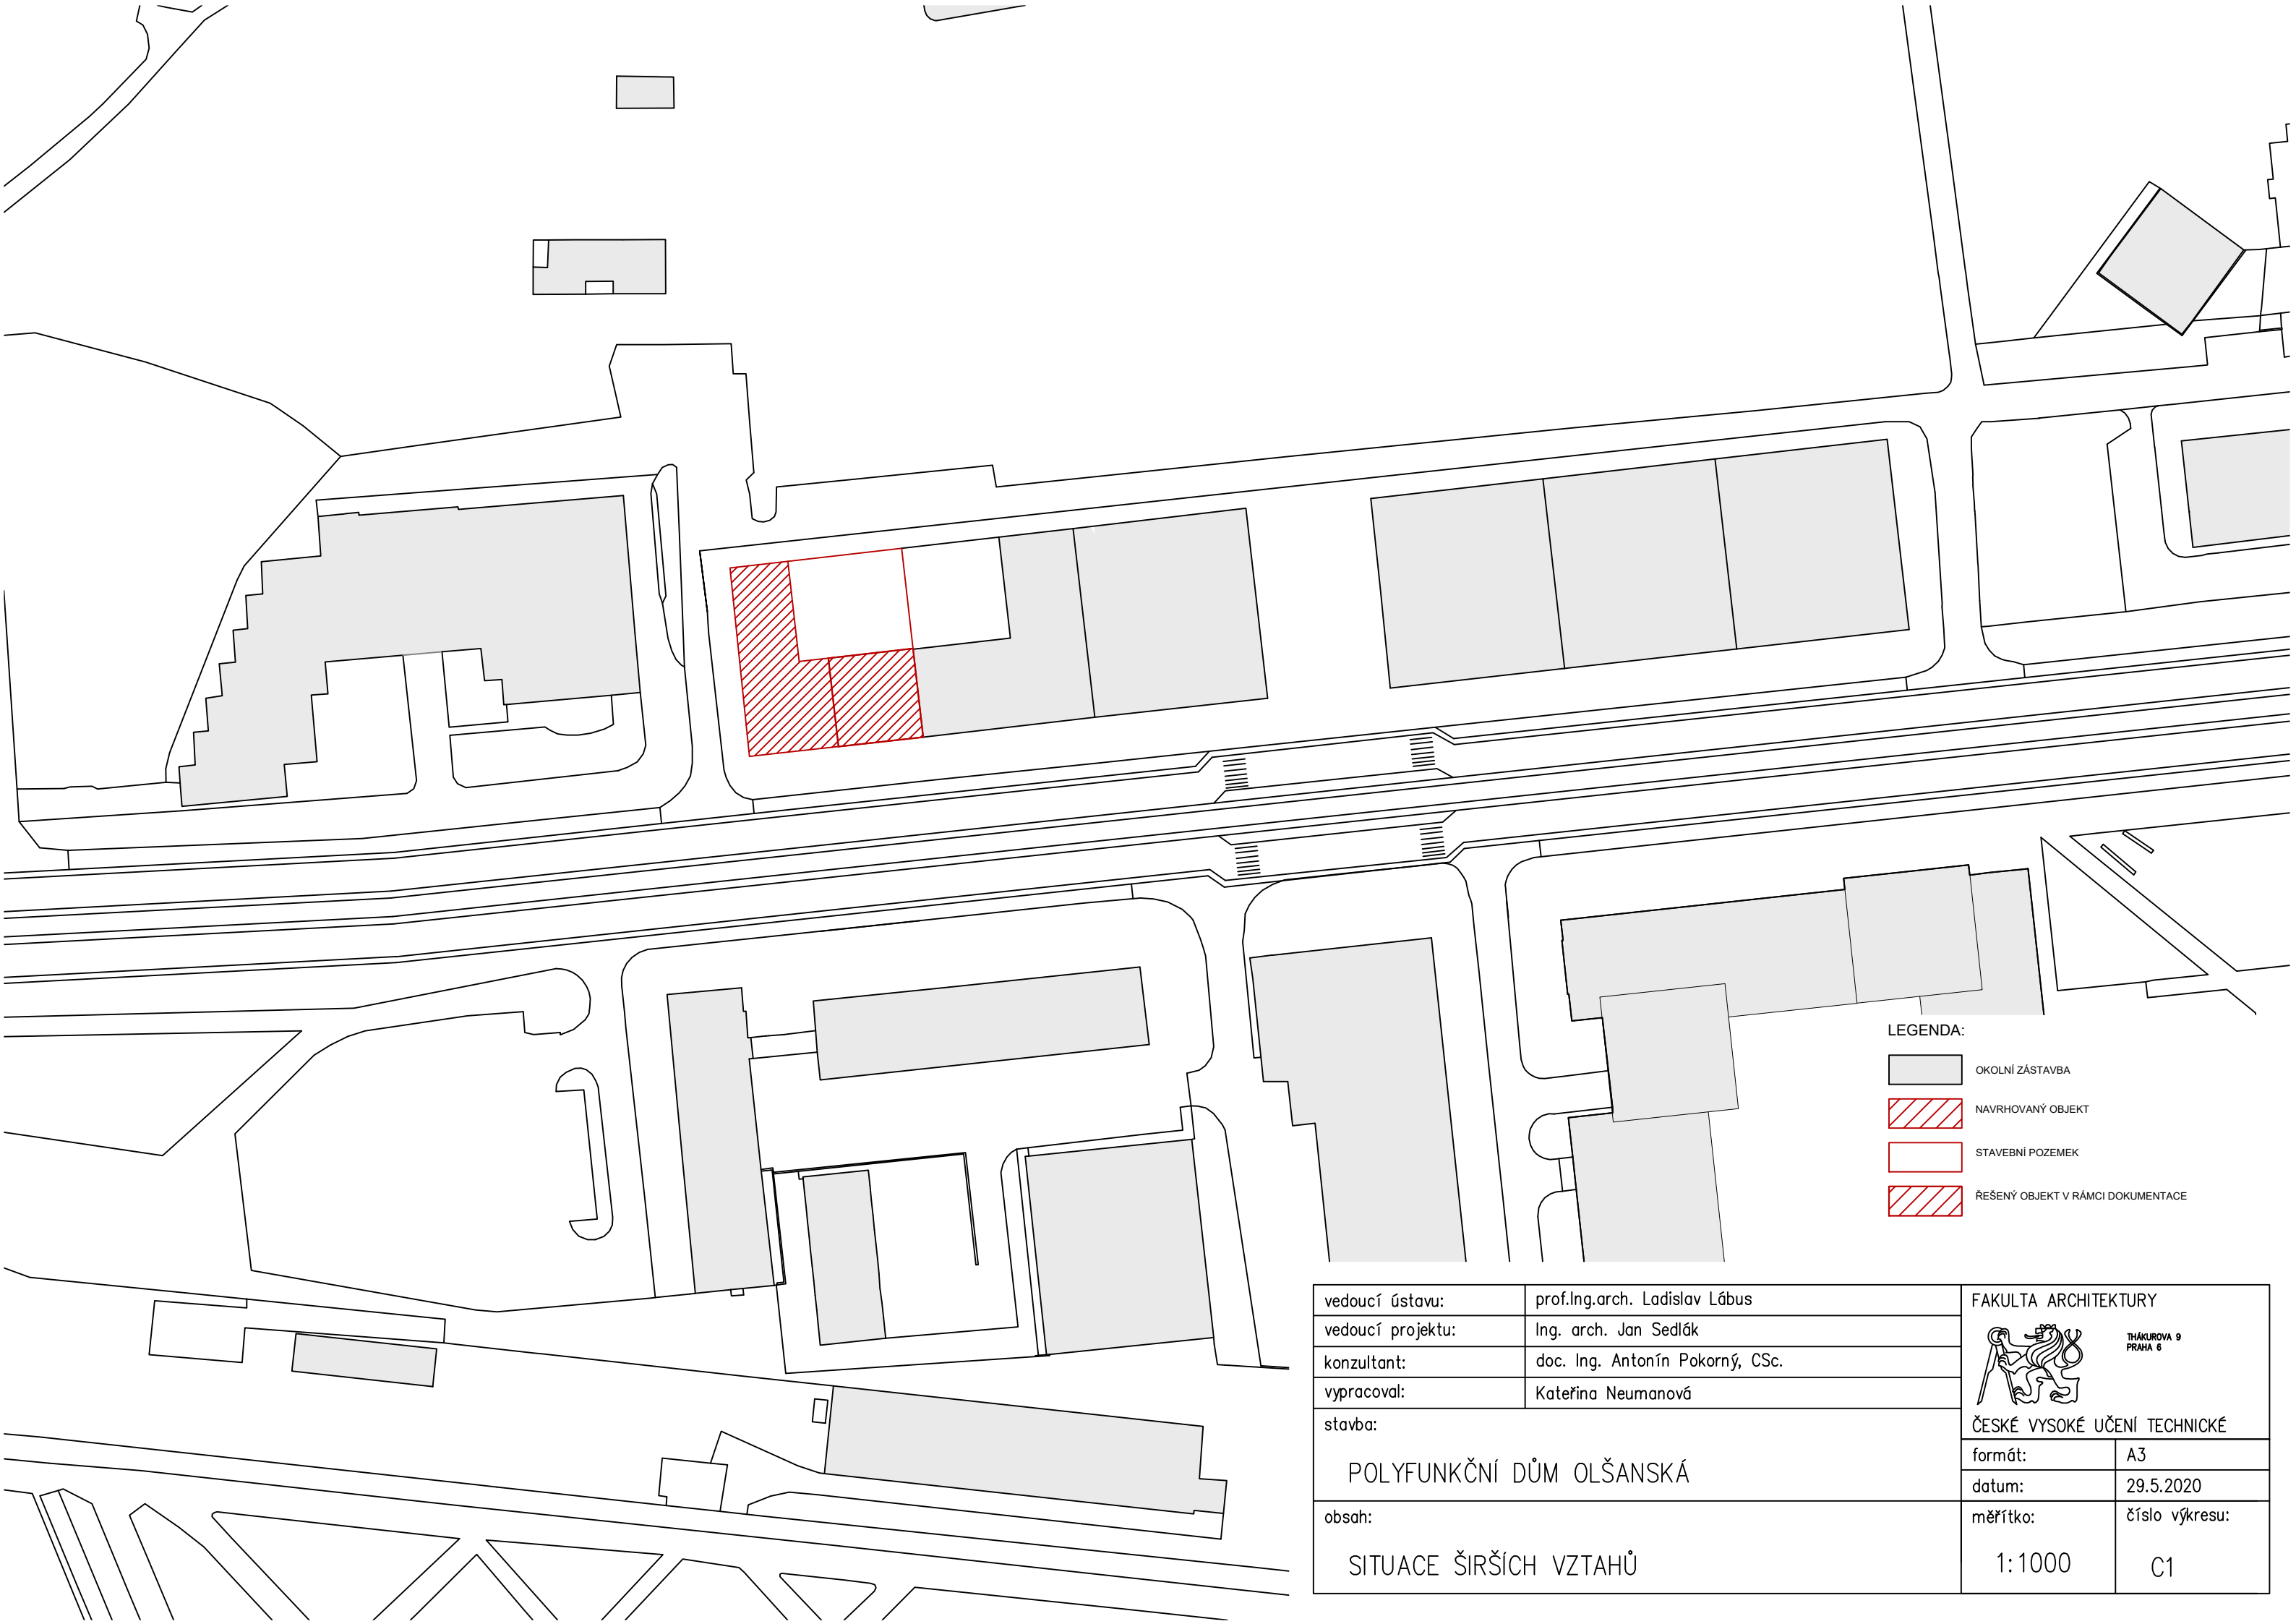 LEGENDA:
OKOLNÍ ZÁSTAVBA
NAVRHOVANÝ OBJEKT
STAVEBNÍ POZEMEK
ŘEŠENÝ OBJEKT V RÁMCI DOKUMENTACE
vedoucí ústavu: prof.Ing.arch. Ladislav Lábus
vedoucí projektu: Ing. arch. Jan Sedlák
konzultant: doc. Ing. Antonín Pokorný, CSc.
vypracoval: Kateřina Neumanová
stavba:
POLYFUNKČNÍ DŮM OLŠANSKÁ
obsah:
SITUACE ŠIRŠÍCH VZTAHŮ
FAKULTA ARCHITEKTURY
THÁKUROVA 9
PRAHA 6
ČESKÉ VYSOKÉ UČENÍ TECHNICKÉ
formát: A3
datum: 29.5.2020
měřítko: číslo výkresu:
1:1000 C1